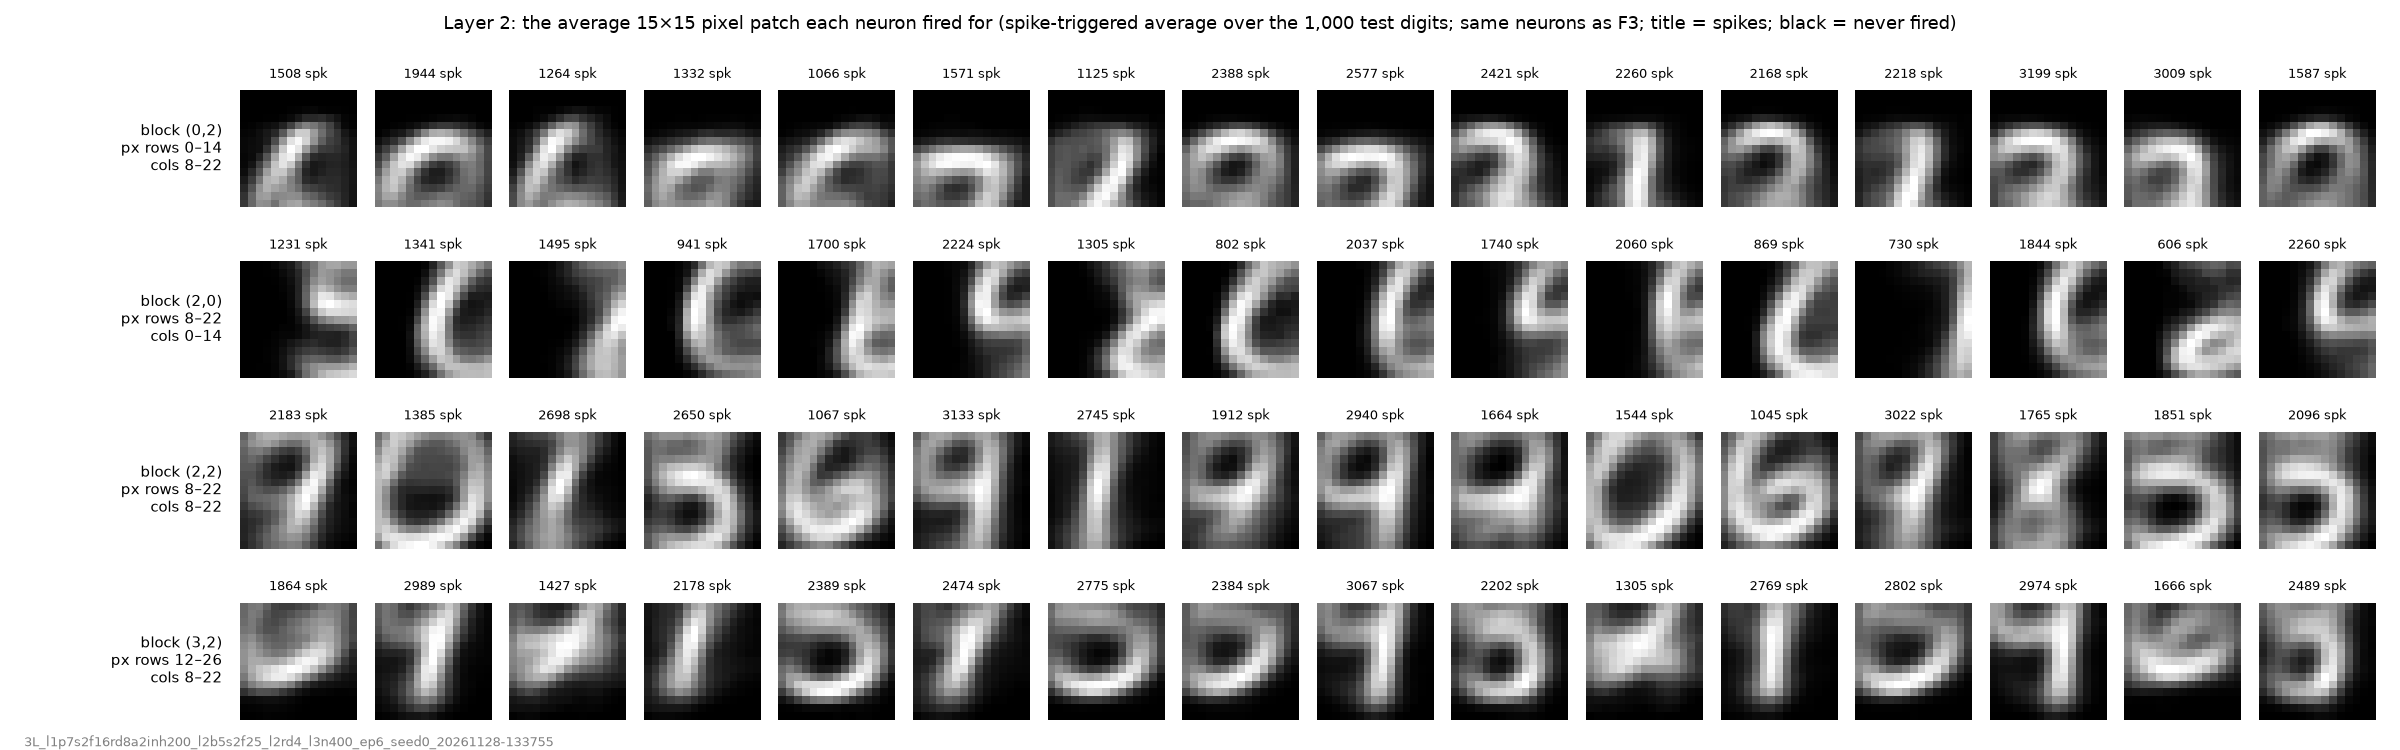 Layer 2: the average 15×15 pixel patch each neuron fired for (spike-triggered average over the 1,000 test digits; same neurons as F3; title = spikes; black = never fired)
1508 spk 1944 spk 1264 spk 1332 spk 1066 spk 1571 spk 1125 spk 2388 spk 2577 spk 2421 spk 2260 spk 2168 spk 2218 spk 3199 spk 3009 spk 1587 spk
block (0,2)
px rows 0–14
cols 8–22
1231 spk 1341 spk 1495 spk 941 spk 1700 spk 2224 spk 1305 spk 802 spk 2037 spk 1740 spk 2060 spk 869 spk 730 spk 1844 spk 606 spk 2260 spk
block (2,0)
px rows 8–22
cols 0–14
2183 spk 1385 spk 2698 spk 2650 spk 1067 spk 3133 spk 2745 spk 1912 spk 2940 spk 1664 spk 1544 spk 1045 spk 3022 spk 1765 spk 1851 spk 2096 spk
block (2,2)
px rows 8–22
cols 8–22
1864 spk 2989 spk 1427 spk 2178 spk 2389 spk 2474 spk 2775 spk 2384 spk 3067 spk 2202 spk 1305 spk 2769 spk 2802 spk 2974 spk 1666 spk 2489 spk
block (3,2)
px rows 12–26
cols 8–22
3L_l1p7s2f16rd8a2inh200_l2b5s2f25_l2rd4_l3n400_ep6_seed0_20261128-133755